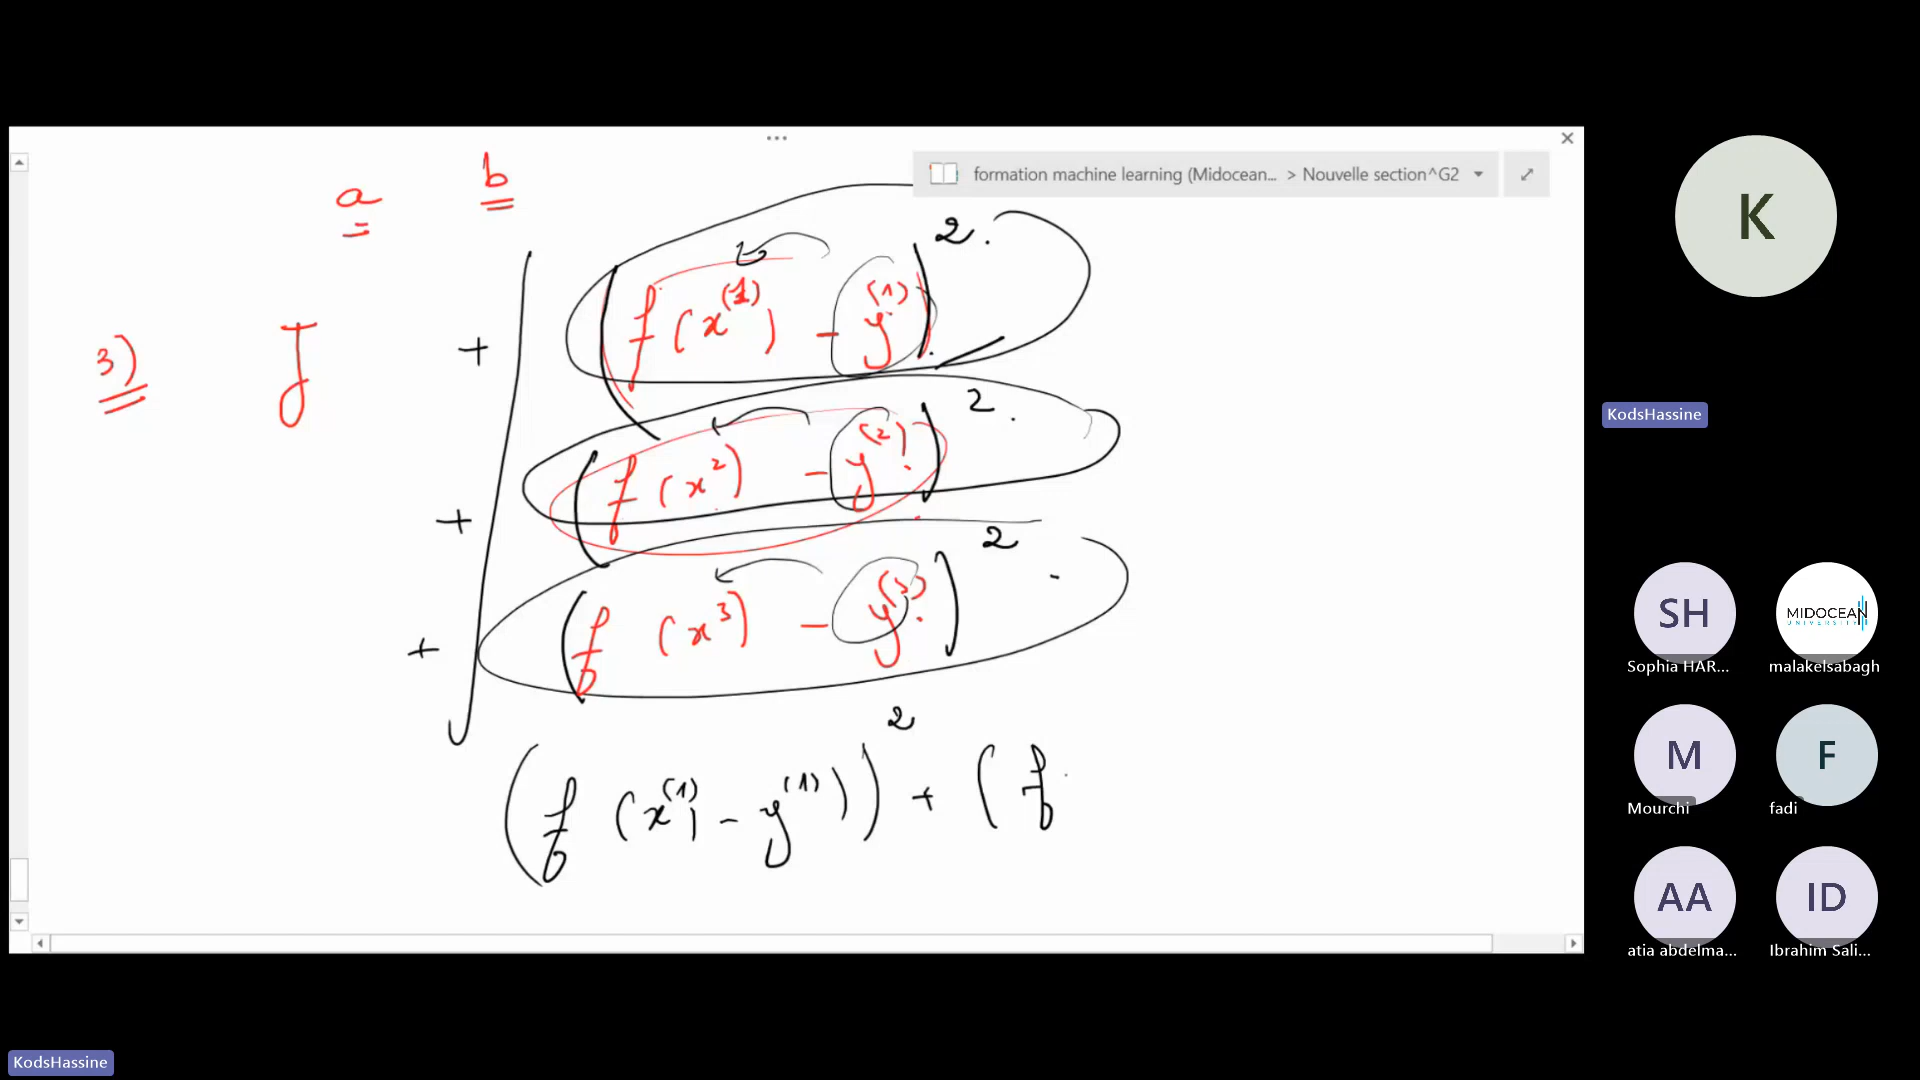 formation machine learning (Midocean... > Nouvelle section^G2
a b
3) J + (f(x^(1)) - y^(1))^2
+ (f(x^2) - y^(2))^2
+ (f(x^3) - y^(3))^2
(f(x^(1)) - y^(1)))^2 + (f
K
KodsHassine
SH
Sophia HAR...
MIDOCEAN
UNIVERSITY
malakelsabagh
M
Mourchi
F
fadi
AA
atia abdelma...
ID
Ibrahim Sali...
KodsHassine